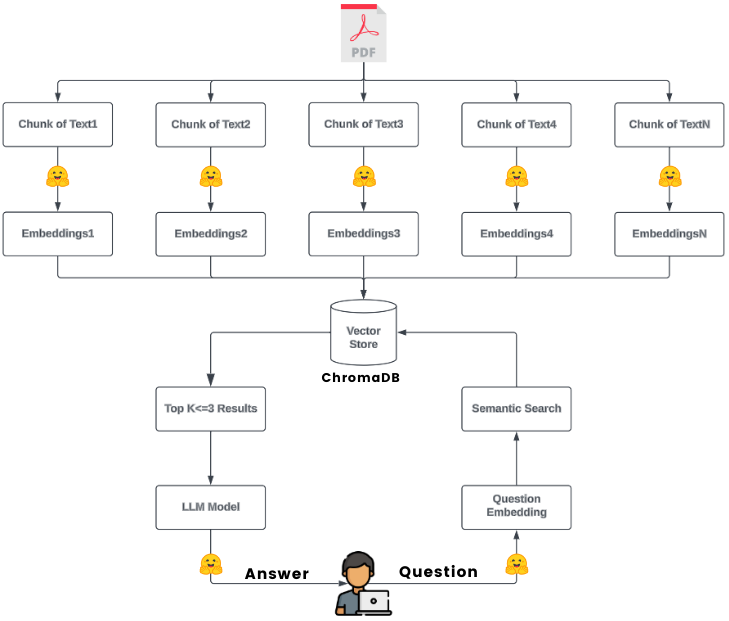 PDF
Chunk of Text1
Chunk of Text2
Chunk of Text3
Chunk of Text4
Chunk of TextN
Embeddings1
Embeddings2
Embeddings3
Embeddings4
EmbeddingsN
Vector
Store
ChromaDB
Top K<=3 Results
Semantic Search
LLM Model
Question
Embedding
Answer
Question